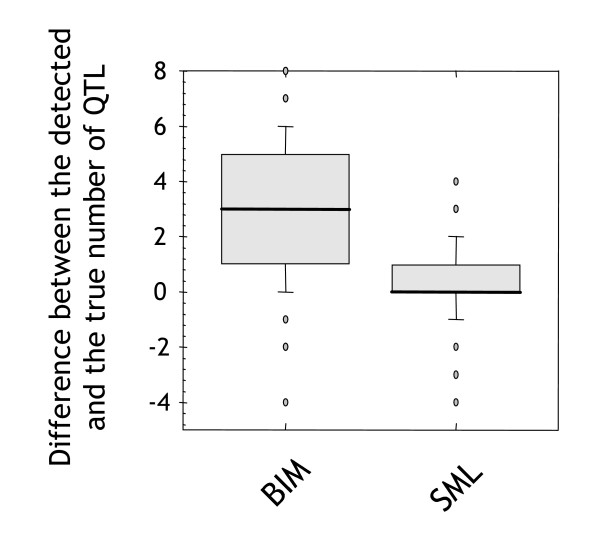 Difference between the detected
and the true number of QTL
8
6
4
2
0
-2
-4
BIM
SML